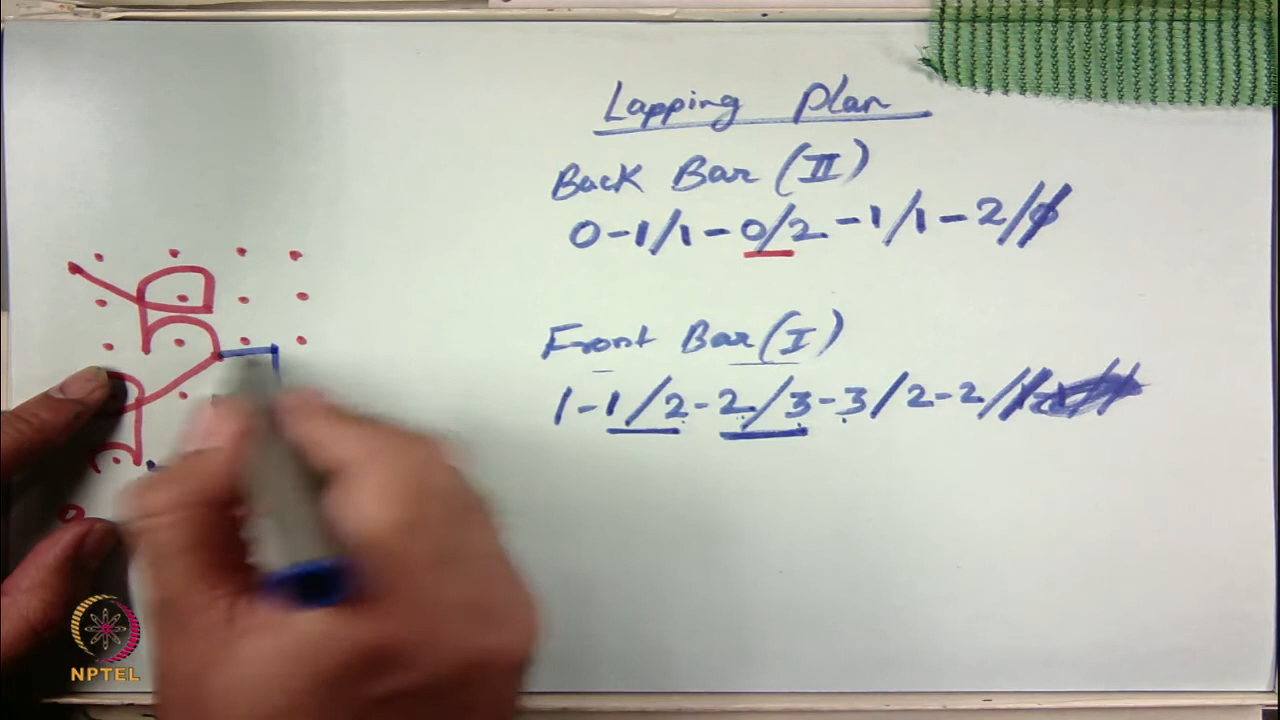 Lapping Plan
Back Bar (II)
0-1/1-0/2-1/1-2//
Front Bar (I)
1-1/2-2/3-3/2-2//
0
NPTEL